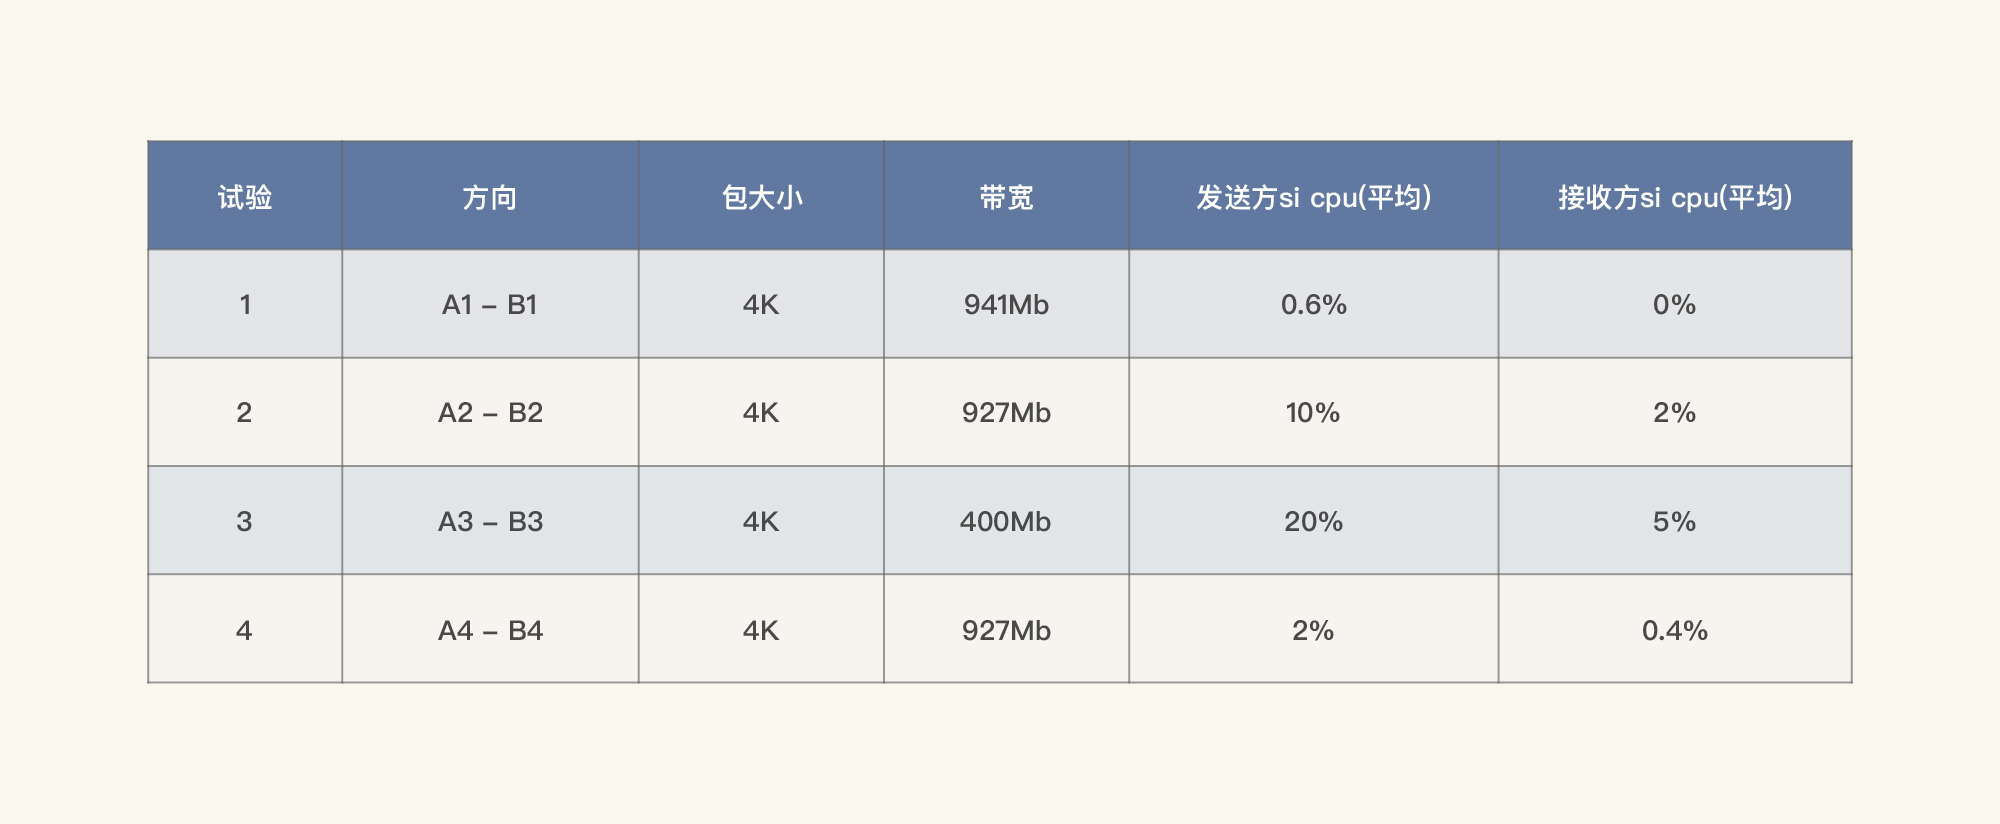 试验 方向 包大小 带宽 发送方si cpu(平均) 接收方si cpu(平均)
1 A1 – B1 4K 941Mb 0.6% 0%
2 A2 – B2 4K 927Mb 10% 2%
3 A3 – B3 4K 400Mb 20% 5%
4 A4 – B4 4K 927Mb 2% 0.4%